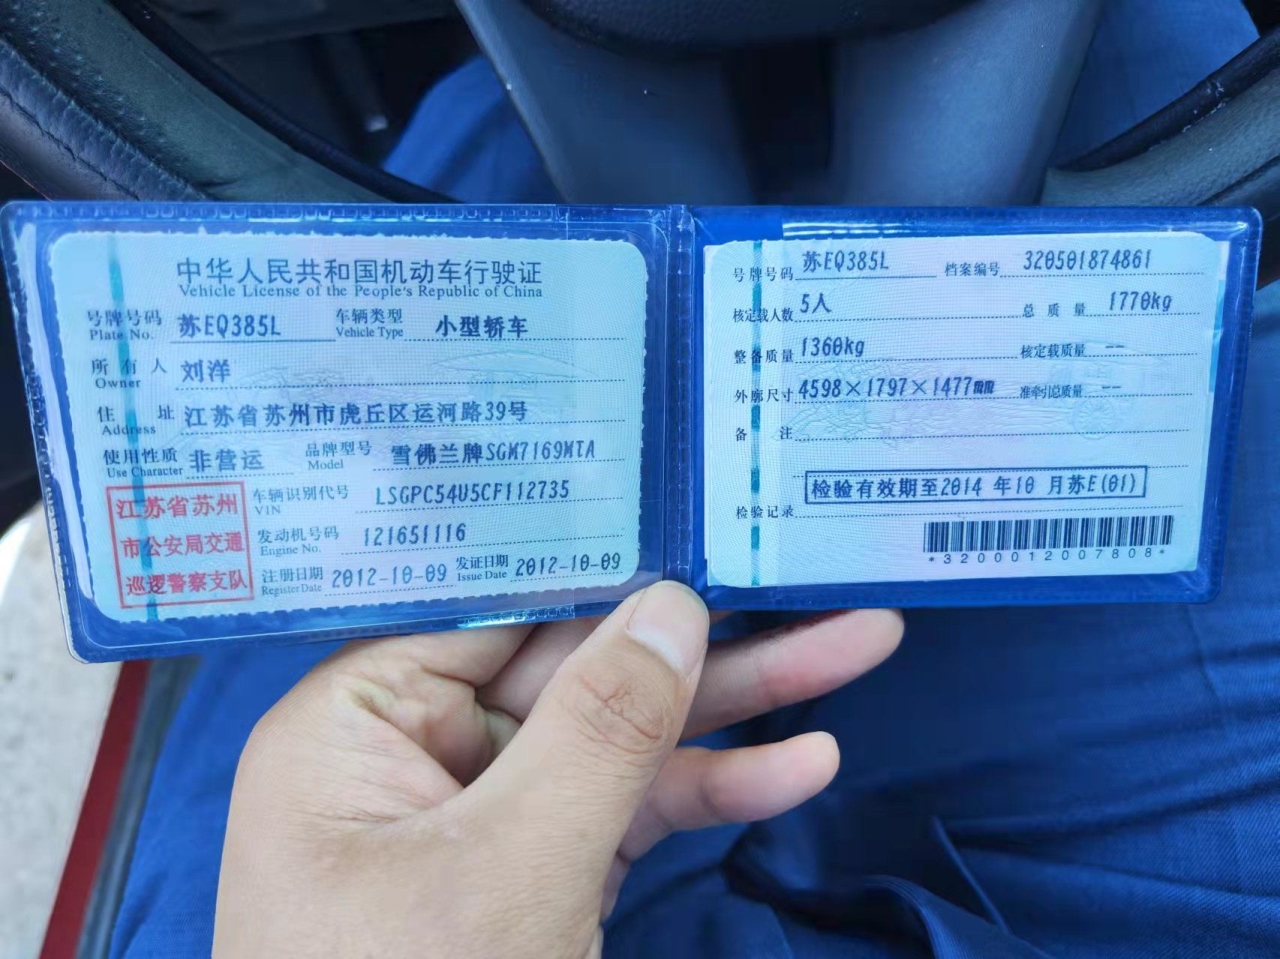 中华人民共和国机动车行驶证
Vehicle License of the People's Republic of China
号牌号码 苏EQ385L 车辆类型 小型轿车
Plate No. Vehicle Type
所有人 刘洋
Owner
住址 江苏省苏州市虎丘区运河路39号
Address
使用性质 非营运 品牌型号 雪佛兰牌SGM7169MTA
Use Character Model
江苏省苏州
市公安局交通
巡逻警察支队
车辆识别代号 LSGPC54U5CF112735
VIN
发动机号码 121651116
Engine No.
注册日期 2012-10-09 发证日期 2012-10-09
Register Date Issue Date
号牌号码 苏EQ385L 档案编号 320501874861
核定载人数 5人 总质量 1770kg
整备质量 1360kg 核定载质量 --
外廓尺寸 4598×1797×1477mm 准牵引总质量 --
备注
检验有效期至2014 年10 月苏E(01)
检验记录
*3200012007808*